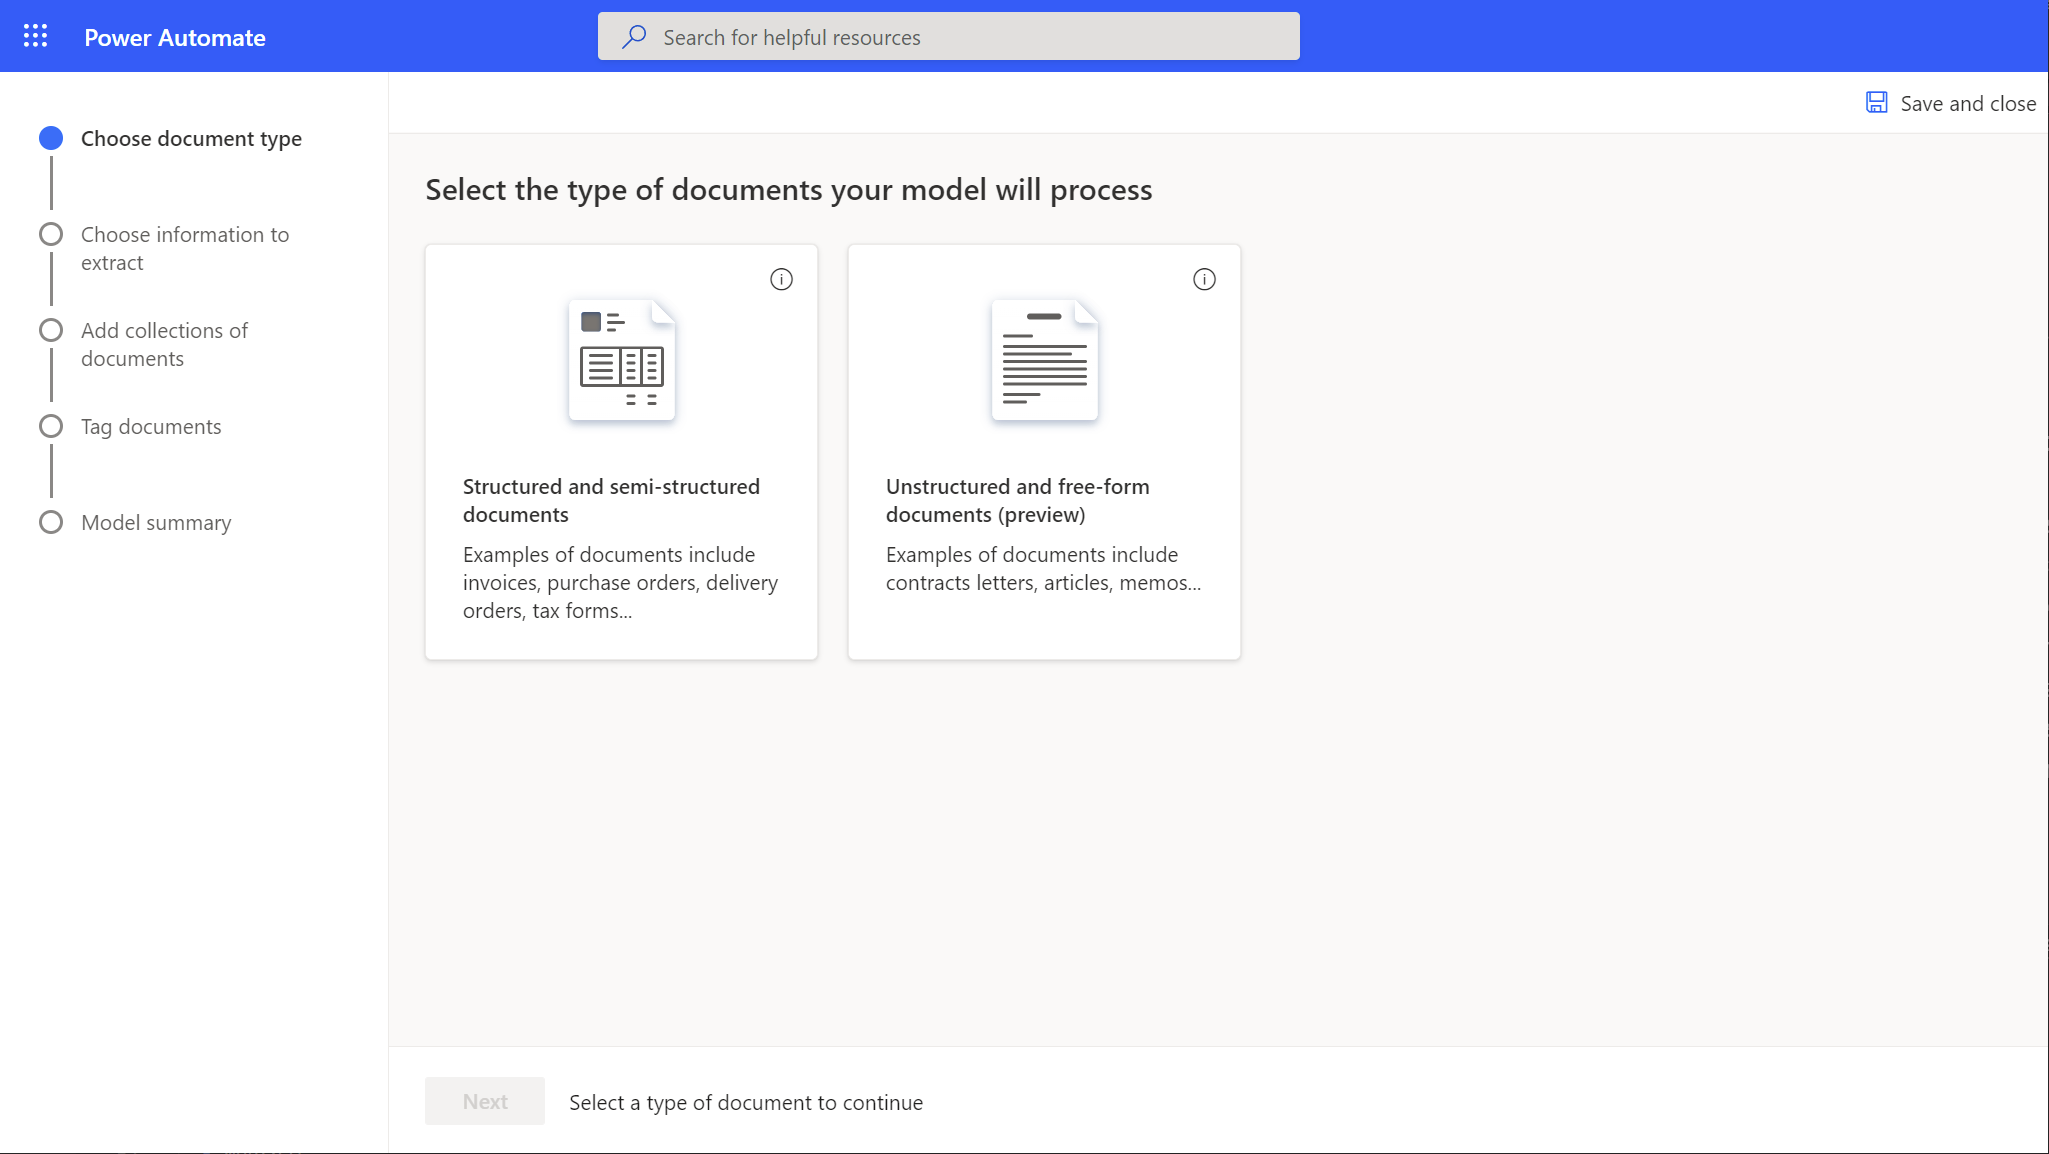 Power Automate
Search for helpful resources
Save and close
Choose document type
Choose information to
extract
Add collections of
documents
Tag documents
Model summary
Select the type of documents your model will process
Structured and semi-structured
documents
Examples of documents include
invoices, purchase orders, delivery
orders, tax forms...
Unstructured and free-form
documents (preview)
Examples of documents include
contracts letters, articles, memos...
Next
Select a type of document to continue